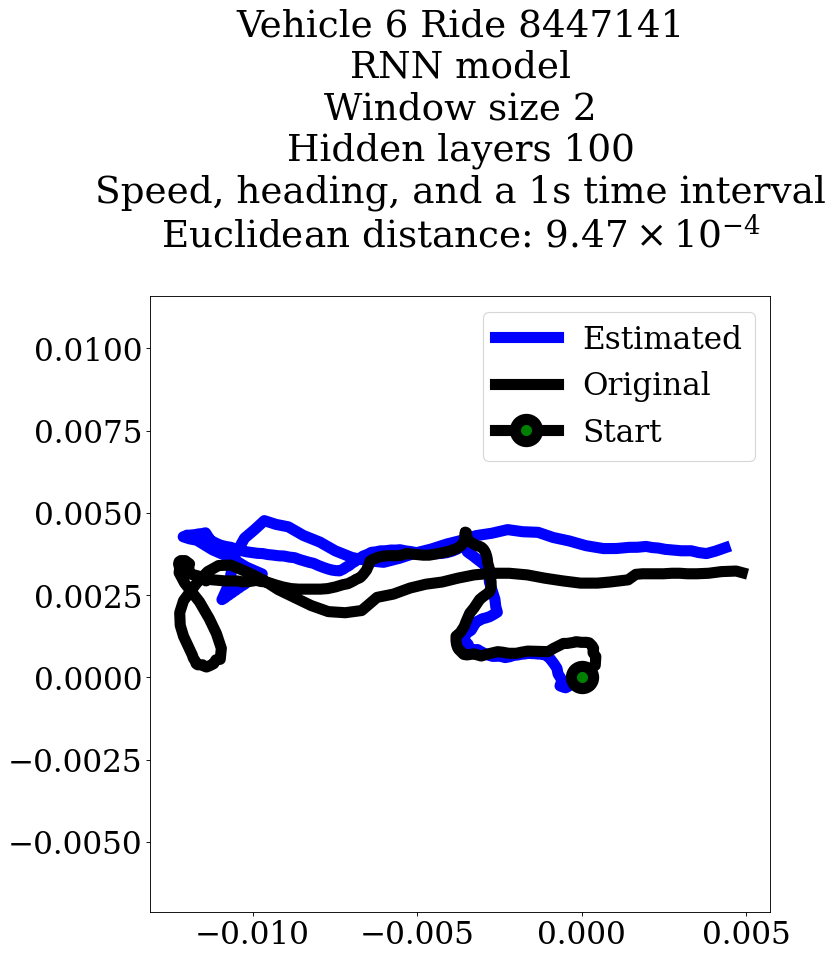 Vehicle 6 Ride 8447141
RNN model
Window size 2
Hidden layers 100
Speed, heading, and a 1s time interval
Euclidean distance: 9.47 × 10⁻⁴
Estimated
Original
Start
0.0100
0.0075
0.0050
0.0025
0.0000
−0.0025
−0.0050
−0.010 −0.005 0.000 0.005